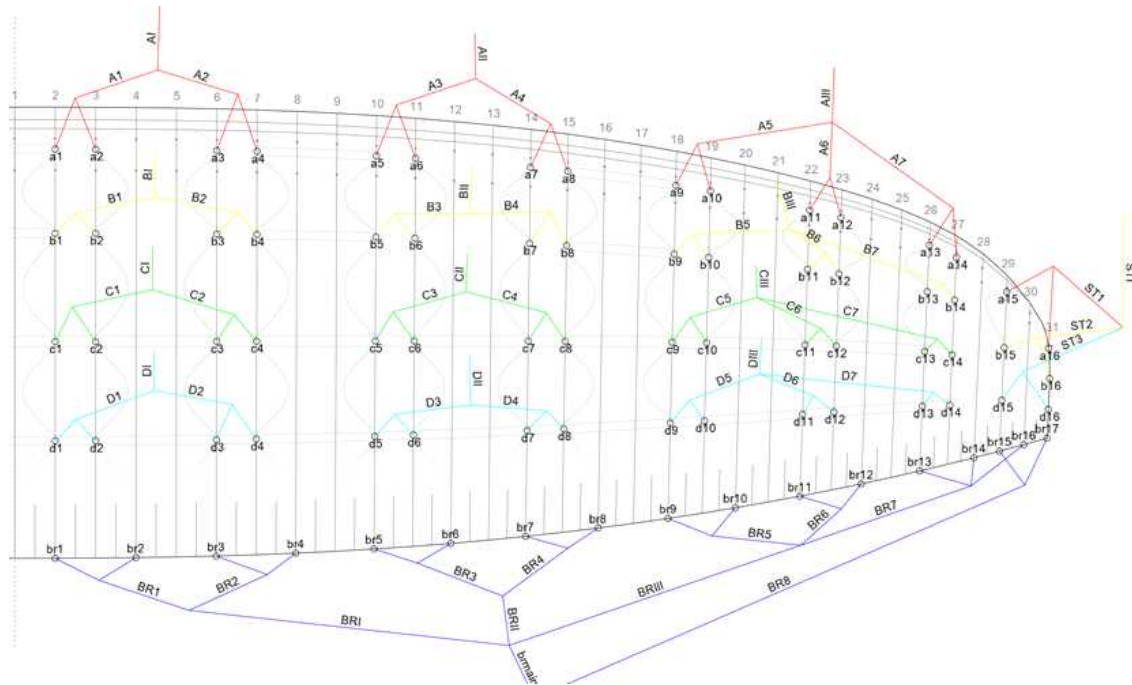 AI
AII
A1 A2
A3 A4
AIII
A5 A6 A7
1 2 3 4 5 6 7 8 9 10 11 12 13 14 15 16 17 18 19 20 21 22 23 24 25 26 27 28 29 30 31
a1 a2 a3 a4 a5 a6 a7 a8 a9 a10 a11 a12 a13 a14 a15 a16
BI BII BIII
B1 B2 B3 B4 B5 B6 B7
b1 b2 b3 b4 b5 b6 b7 b8 b9 b10 b11 b12 b13 b14 b15 b16
STI
ST1
ST2
ST3
CI CII CIII
C1 C2 C3 C4 C5 C6 C7
c1 c2 c3 c4 c5 c6 c7 c8 c9 c10 c11 c12 c13 c14
DI DII DIII
D1 D2 D3 D4 D5 D6 D7
d1 d2 d3 d4 d5 d6 d7 d8 d9 d10 d11 d12 d13 d14 d15 d16
br1 br2 br3 br4 br5 br6 br7 br8 br9 br10 br11 br12 br13 br14 br15 br16 br17
BR1 BR2 BR3 BR4 BR5 BR6 BR7
BRI BRII BRIII BR8
brmain